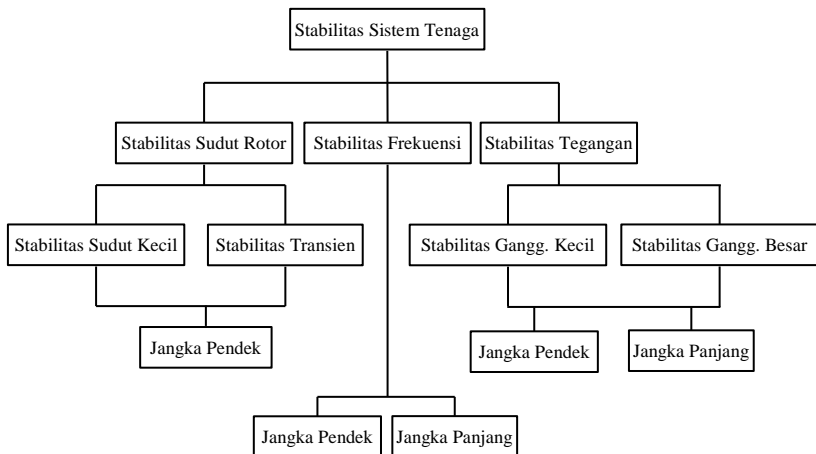 Stabilitas Sistem Tenaga
Stabilitas Sudut Rotor
Stabilitas Frekuensi
Stabilitas Tegangan
Stabilitas Sudut Kecil
Stabilitas Transien
Stabilitas Gangg. Kecil
Stabilitas Gangg. Besar
Jangka Pendek
Jangka Pendek
Jangka Panjang
Jangka Pendek
Jangka Panjang